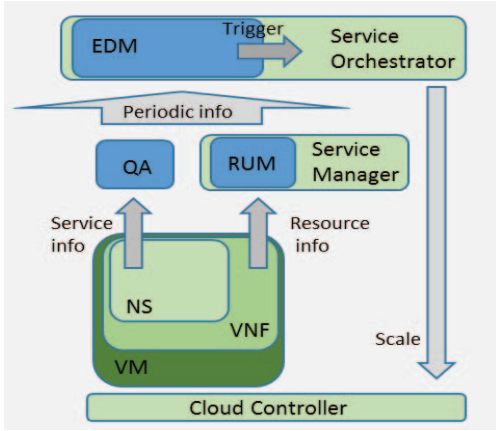 EDM
Trigger
Service
Orchestrator
Periodic info
QA
RUM
Service
Manager
Service
info
Resource
info
NS
VNF
VM
Scale
Cloud Controller